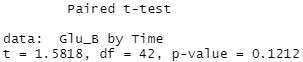 Paired t-test
data:  Glu_B by Time
t = 1.5818, df = 42, p-value = 0.1212